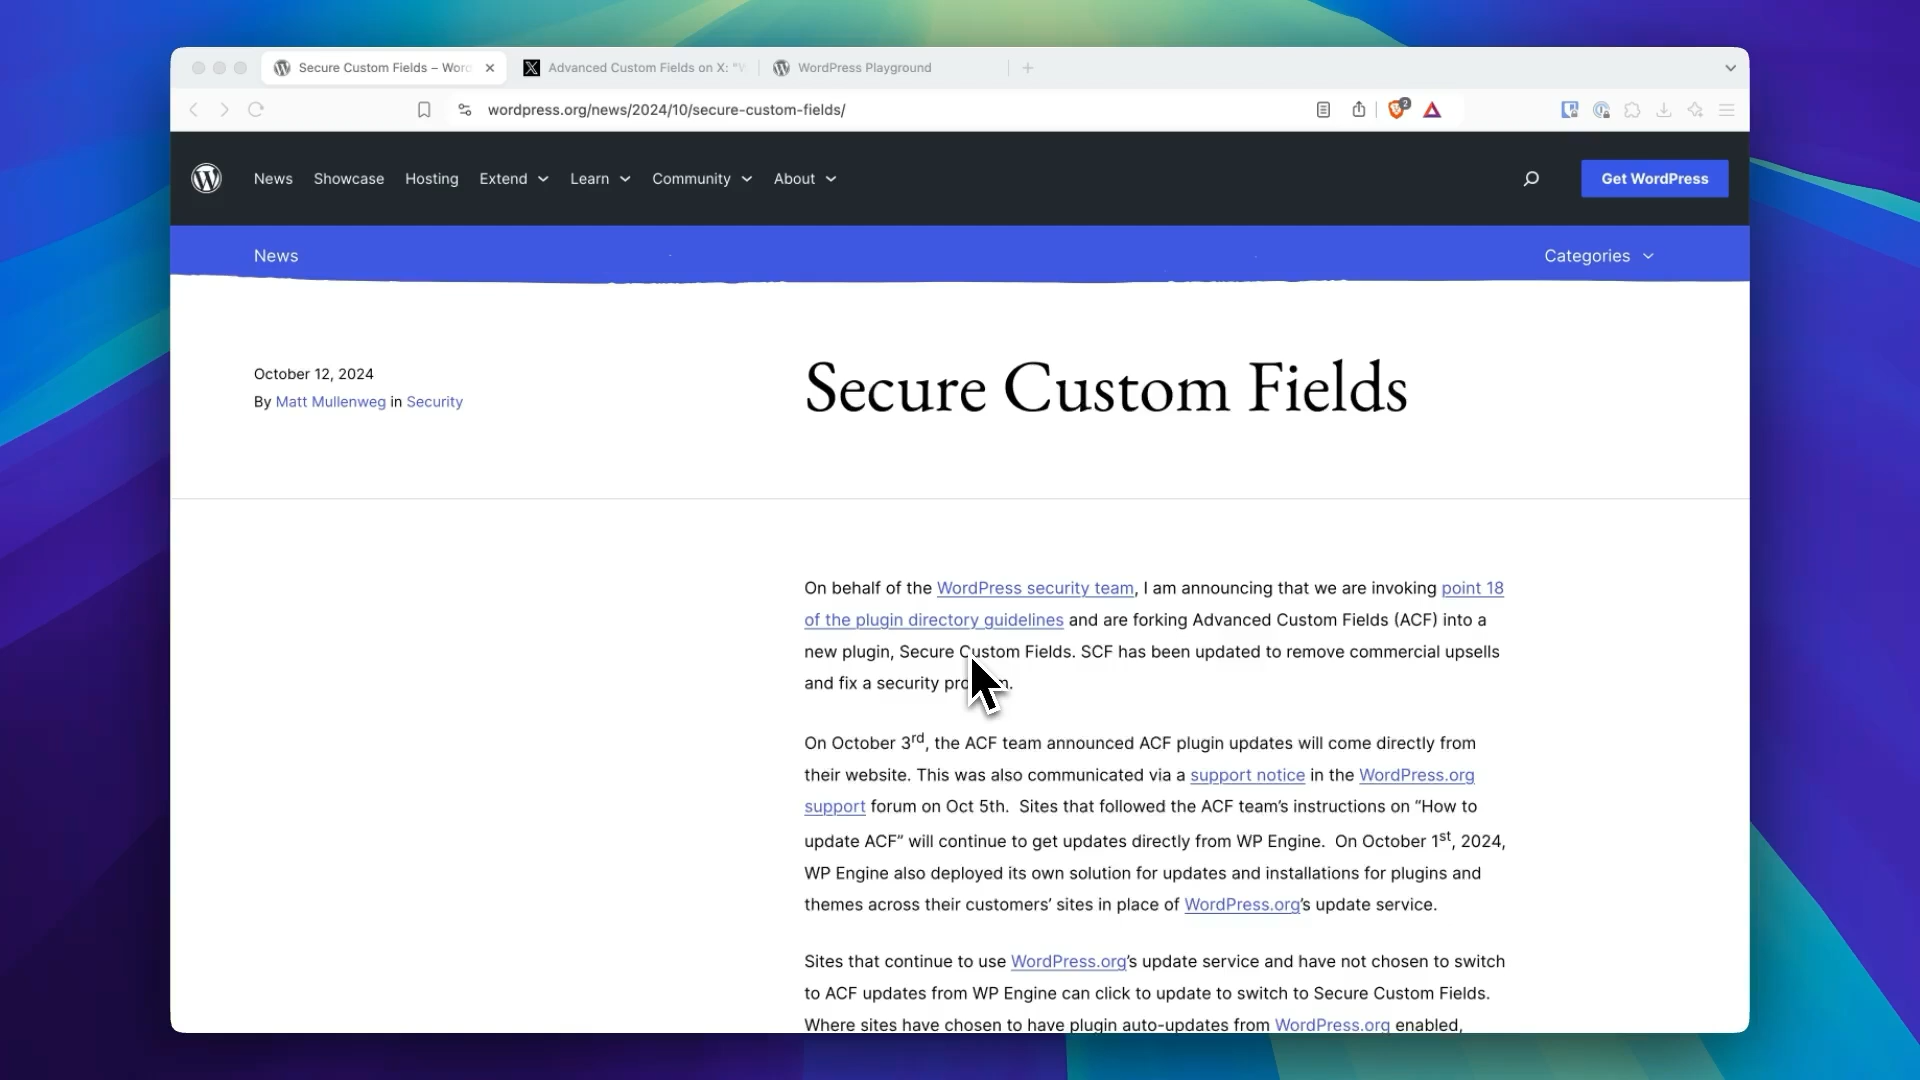 Secure Custom Fields – Word
Advanced Custom Fields on X: "W
WordPress Playground
wordpress.org/news/2024/10/secure-custom-fields/
2
News Showcase Hosting Extend Learn Community About
Get WordPress
News
Categories
October 12, 2024
By Matt Mullenweg in Security
Secure Custom Fields
On behalf of the WordPress security team, I am announcing that we are invoking point 18
of the plugin directory guidelines and are forking Advanced Custom Fields (ACF) into a
new plugin, Secure Custom Fields. SCF has been updated to remove commercial upsells
and fix a security
On October 3rd, the ACF team announced ACF plugin updates will come directly from
their website. This was also communicated via a support notice in the WordPress.org
support forum on Oct 5th. Sites that followed the ACF team’s instructions on “How to
update ACF” will continue to get updates directly from WP Engine. On October 1st, 2024,
WP Engine also deployed its own solution for updates and installations for plugins and
themes across their customers’ sites in place of WordPress.org’s update service.
Sites that continue to use WordPress.org’s update service and have not chosen to switch
to ACF updates from WP Engine can click to update to switch to Secure Custom Fields.
Where sites have chosen to have plugin auto-updates from WordPress.org enabled,